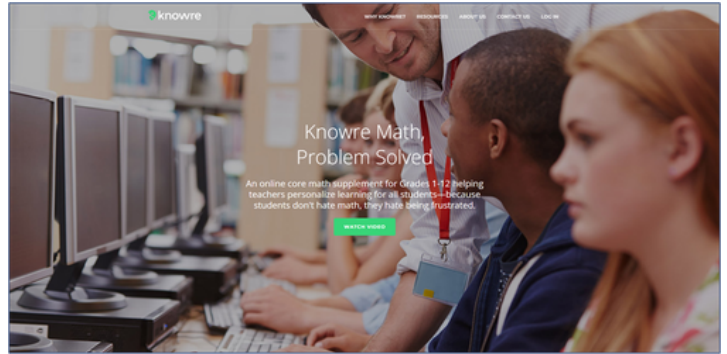 knowre
WHY KNOWRE? RESOURCES ABOUT US CONTACT US LOG IN
Knowre Math,
Problem Solved
An online core math supplement for Grades 1-12 helping
teachers personalize learning for all students—because
students don't hate math, they hate being frustrated.
WATCH VIDEO